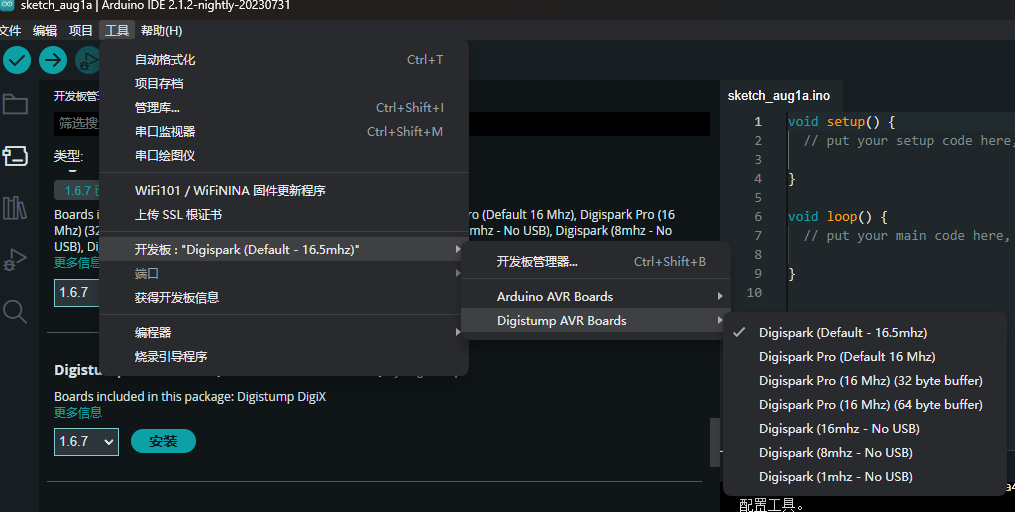 sketch_aug1a | Arduino IDE 2.1.2-nightly-20230731
文件 编辑 项目 工具 帮助(H)
自动格式化 Ctrl+T
项目存档
管理库... Ctrl+Shift+I
串口监视器 Ctrl+Shift+M
串口绘图仪
WiFi101 / WiFiNINA 固件更新程序
上传 SSL 根证书
开发板 : "Digispark (Default - 16.5mhz)"
端口
获得开发板信息
编程器
烧录引导程序
开发板管理器... Ctrl+Shift+B
Arduino AVR Boards
Digistump AVR Boards
Digispark (Default - 16.5mhz)
Digispark Pro (Default 16 Mhz)
Digispark Pro (16 Mhz) (32 byte buffer)
Digispark Pro (16 Mhz) (64 byte buffer)
Digispark (16mhz - No USB)
Digispark (8mhz - No USB)
Digispark (1mhz - No USB)
开发板管
筛选搜
类型:
1.6.7
Boards i
ro (Default 16 Mhz), Digispark Pro (16
Mhz) (32
mhz - No USB), Digispark (8mhz - No
USB), Di
更多信息
1.6.7
Digistu
Boards included in this package: Digistump DigiX
更多信息
1.6.7 安装
sketch_aug1a.ino
1 void setup() {
2 // put your setup code here,
3
4 }
5
6 void loop() {
7 // put your main code here,
8
9 }
10
配置工具。